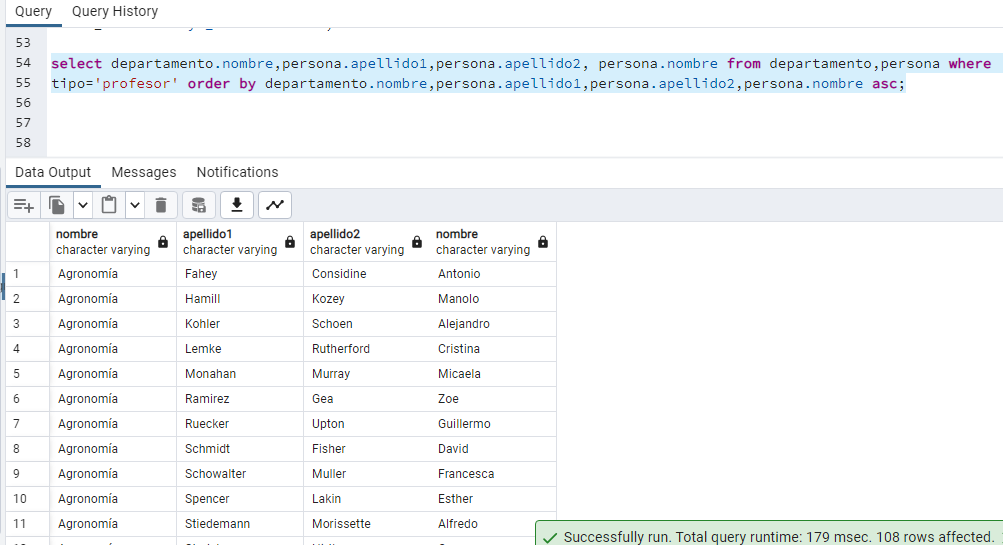 Query Query History
53
54 select departamento.nombre,persona.apellido1,persona.apellido2, persona.nombre from departamento,persona where
55 tipo='profesor' order by departamento.nombre,persona.apellido1,persona.apellido2,persona.nombre asc;
56
57
58
Data Output Messages Notifications
nombre apellido1 apellido2 nombre
character varying character varying character varying character varying
1 Agronomía Fahey Considine Antonio
2 Agronomía Hamill Kozey Manolo
3 Agronomía Kohler Schoen Alejandro
4 Agronomía Lemke Rutherford Cristina
5 Agronomía Monahan Murray Micaela
6 Agronomía Ramirez Gea Zoe
7 Agronomía Ruecker Upton Guillermo
8 Agronomía Schmidt Fisher David
9 Agronomía Schowalter Muller Francesca
10 Agronomía Spencer Lakin Esther
11 Agronomía Stiedemann Morissette Alfredo
Successfully run. Total query runtime: 179 msec. 108 rows affected.